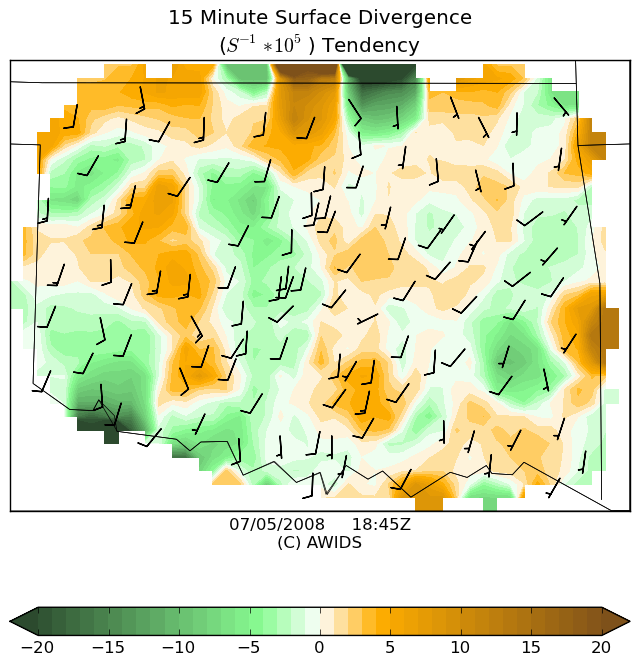 15 Minute Surface Divergence
(S⁻¹ *10⁵ ) Tendency
07/05/2008 18:45Z
(C) AWIDS
−20 −15 −10 −5 0 5 10 15 20